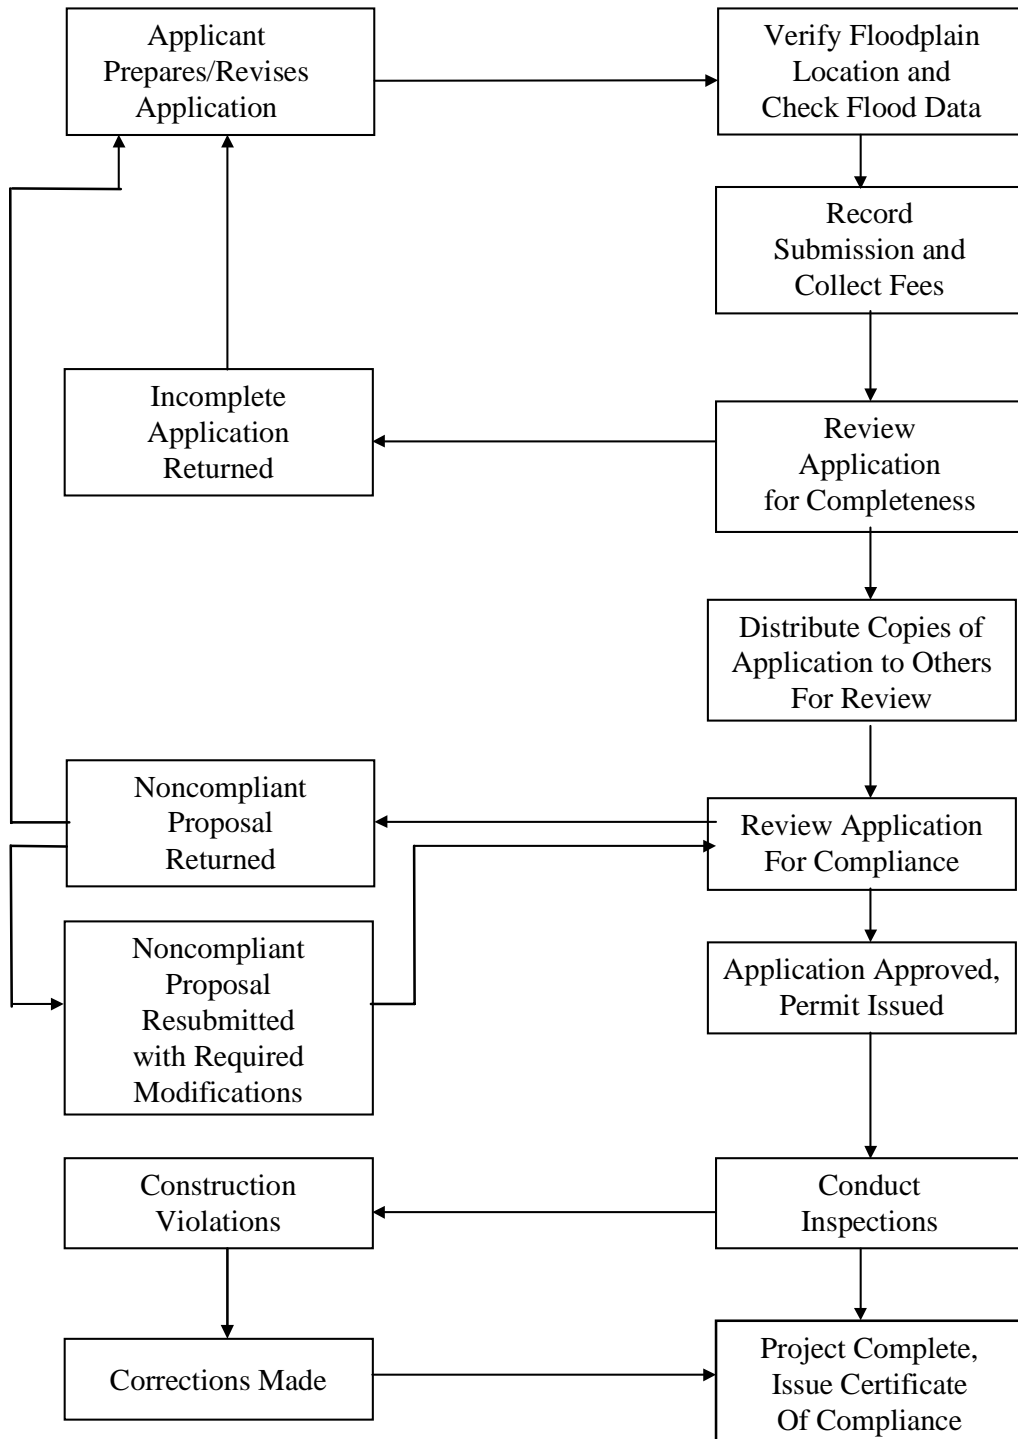 Applicant
Prepares/Revises
Application
Verify Floodplain
Location and
Check Flood Data
Record
Submission and
Collect Fees
Incomplete
Application
Returned
Review
Application
for Completeness
Distribute Copies of
Application to Others
For Review
Noncompliant
Proposal
Returned
Review Application
For Compliance
Noncompliant
Proposal
Resubmitted
with Required
Modifications
Application Approved,
Permit Issued
Construction
Violations
Conduct
Inspections
Corrections Made
Project Complete,
Issue Certificate
Of Compliance